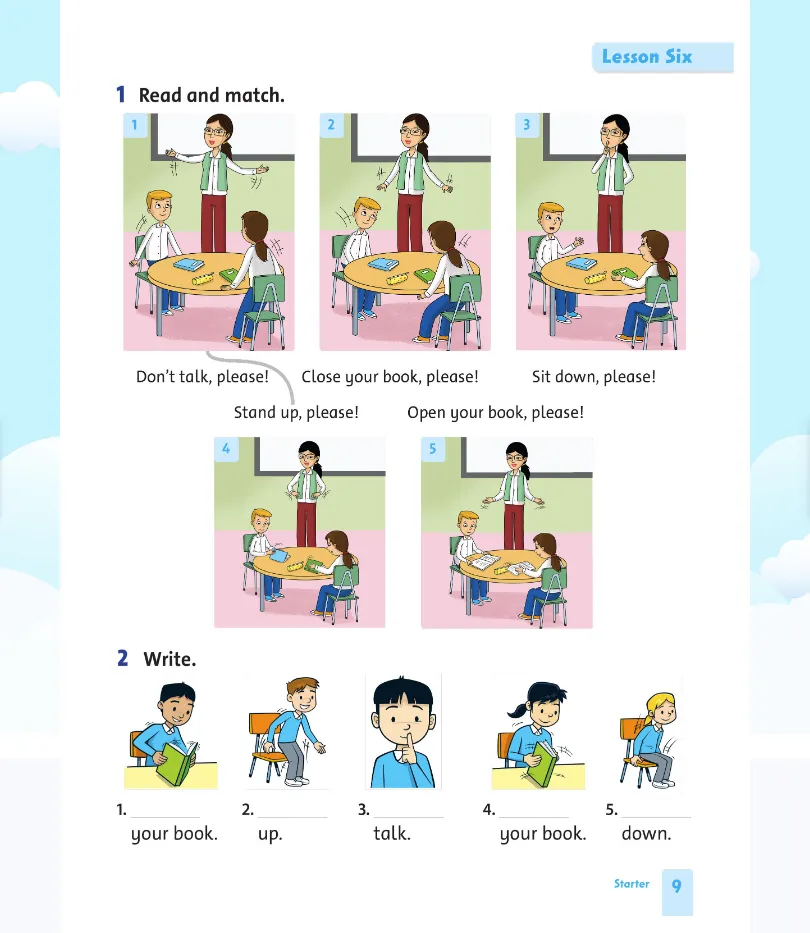 Lesson Six
1 Read and match.
1
2
3
Don't talk, please!
Close your book, please!
Sit down, please!
Stand up, please!
Open your book, please!
4
5
2 Write.
1. ________ your book.
2. ________ up.
3. ________ talk.
4. ________ your book.
5. ________ down.
Starter 9